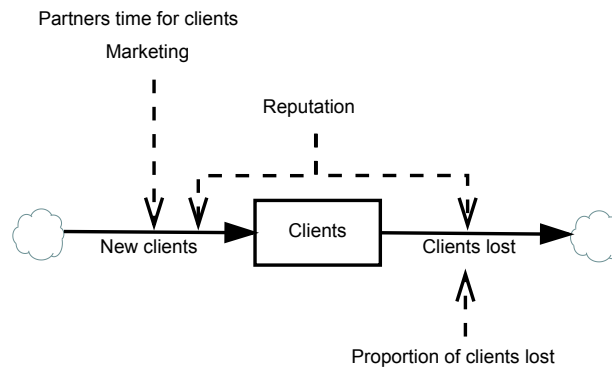 Partners time for clients
Marketing
Reputation
New clients
Clients
Clients lost
Proportion of clients lost